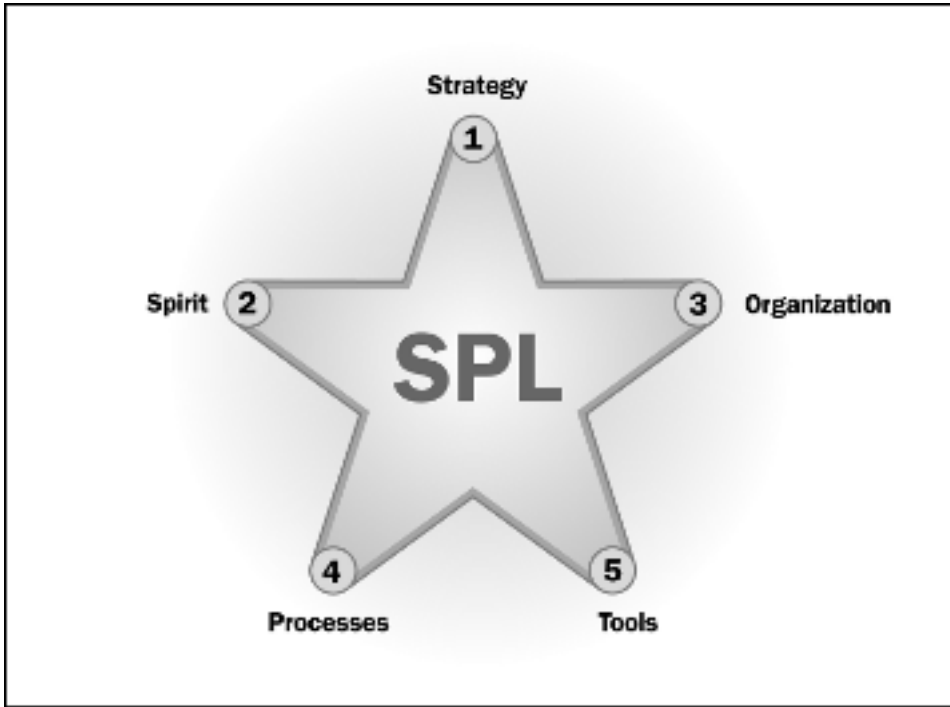 Strategy
1
Spirit 2
3 Organization
SPL
4
5
Processes
Tools